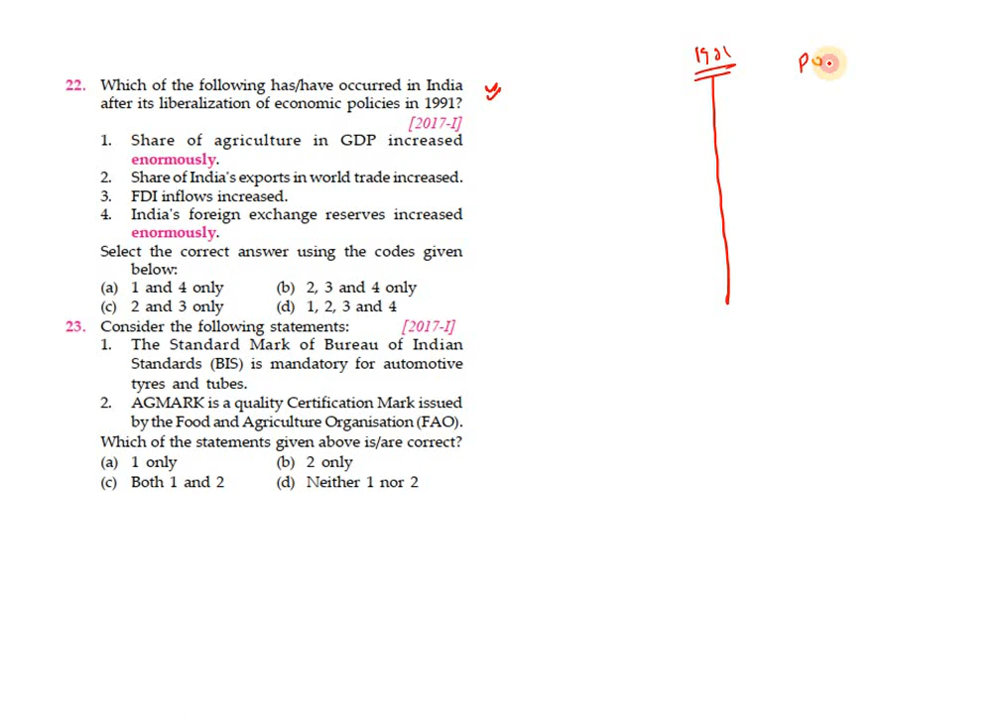 22. Which of the following has/have occurred in India
after its liberalization of economic policies in 1991?
[2017-I]
1. Share of agriculture in GDP increased
enormously.
2. Share of India's exports in world trade increased.
3. FDI inflows increased.
4. India's foreign exchange reserves increased
enormously.
Select the correct answer using the codes given
below:
(a) 1 and 4 only (b) 2, 3 and 4 only
(c) 2 and 3 only (d) 1, 2, 3 and 4
23. Consider the following statements: [2017-I]
1. The Standard Mark of Bureau of Indian
Standards (BIS) is mandatory for automotive
tyres and tubes.
2. AGMARK is a quality Certification Mark issued
by the Food and Agriculture Organisation (FAO).
Which of the statements given above is/are correct?
(a) 1 only (b) 2 only
(c) Both 1 and 2 (d) Neither 1 nor 2